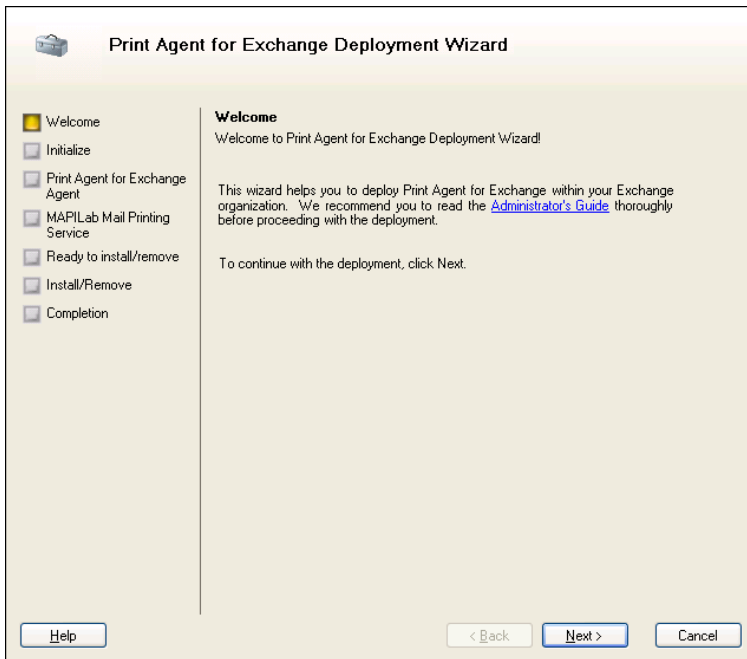 Print Agent for Exchange Deployment Wizard
Welcome
Initialize
Print Agent for Exchange
Agent
MAPILab Mail Printing
Service
Ready to install/remove
Install/Remove
Completion
Welcome
Welcome to Print Agent for Exchange Deployment Wizard!
This wizard helps you to deploy Print Agent for Exchange within your Exchange
organization. We recommend you to read the Administrator's Guide thoroughly
before proceeding with the deployment.
To continue with the deployment, click Next.
Help
< Back
Next >
Cancel